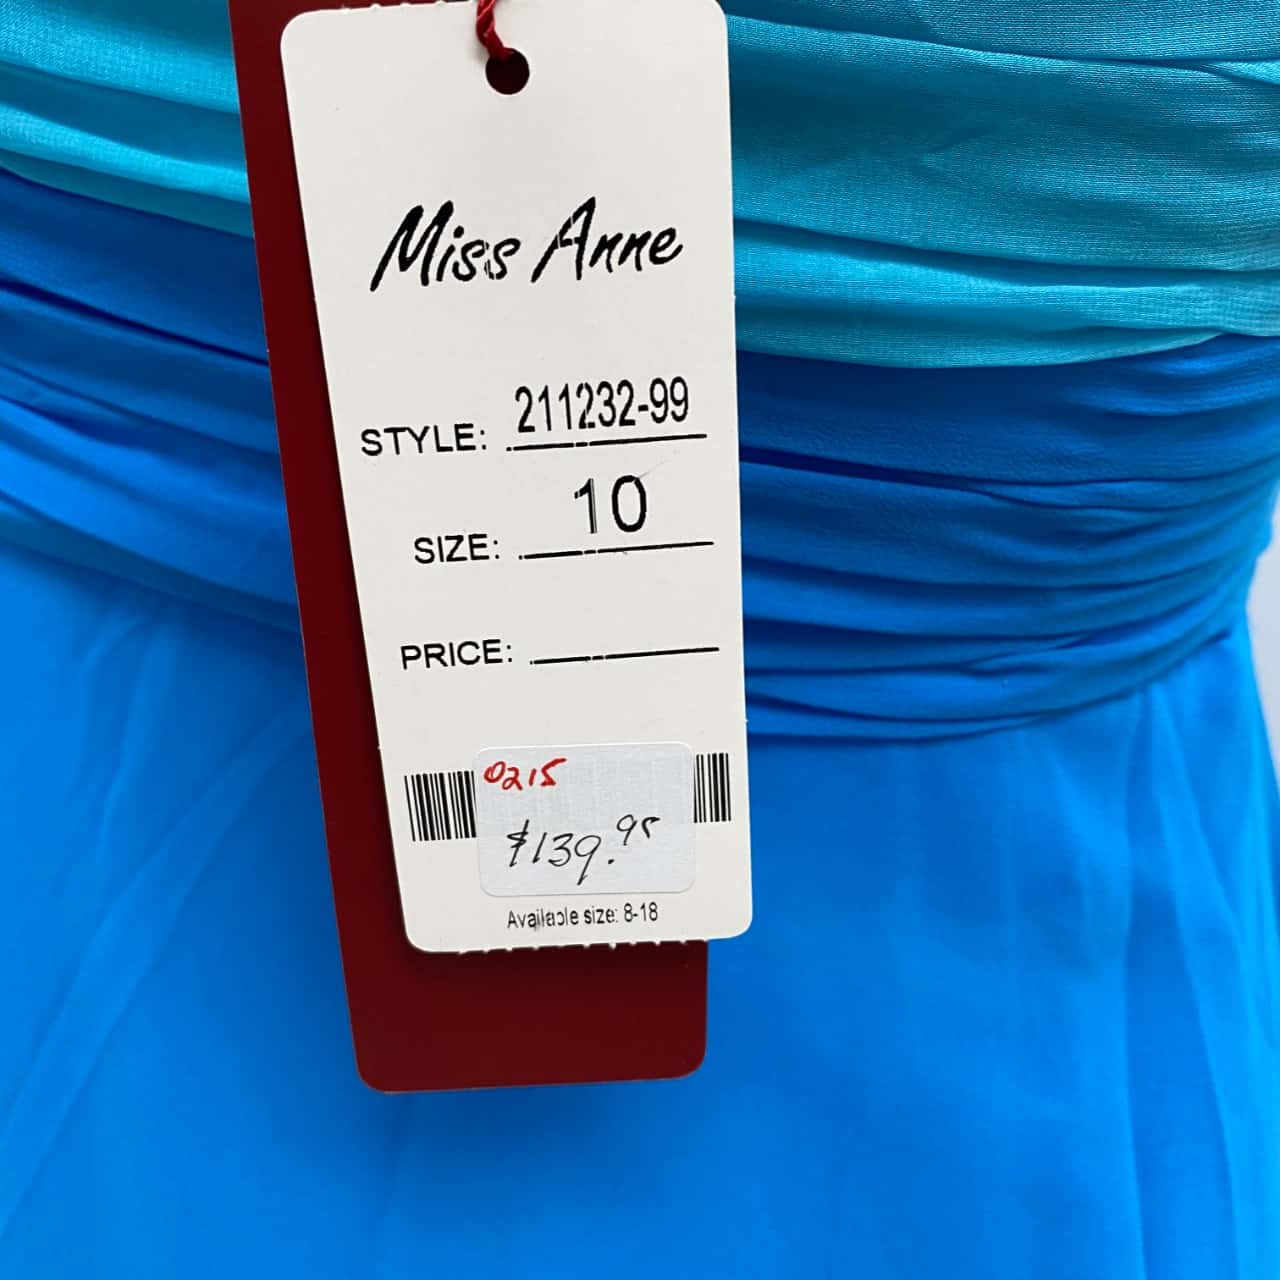 Miss Anne
STYLE: 211232-99
SIZE: 10
PRICE:
0215
$139.95
Available size: 8-18